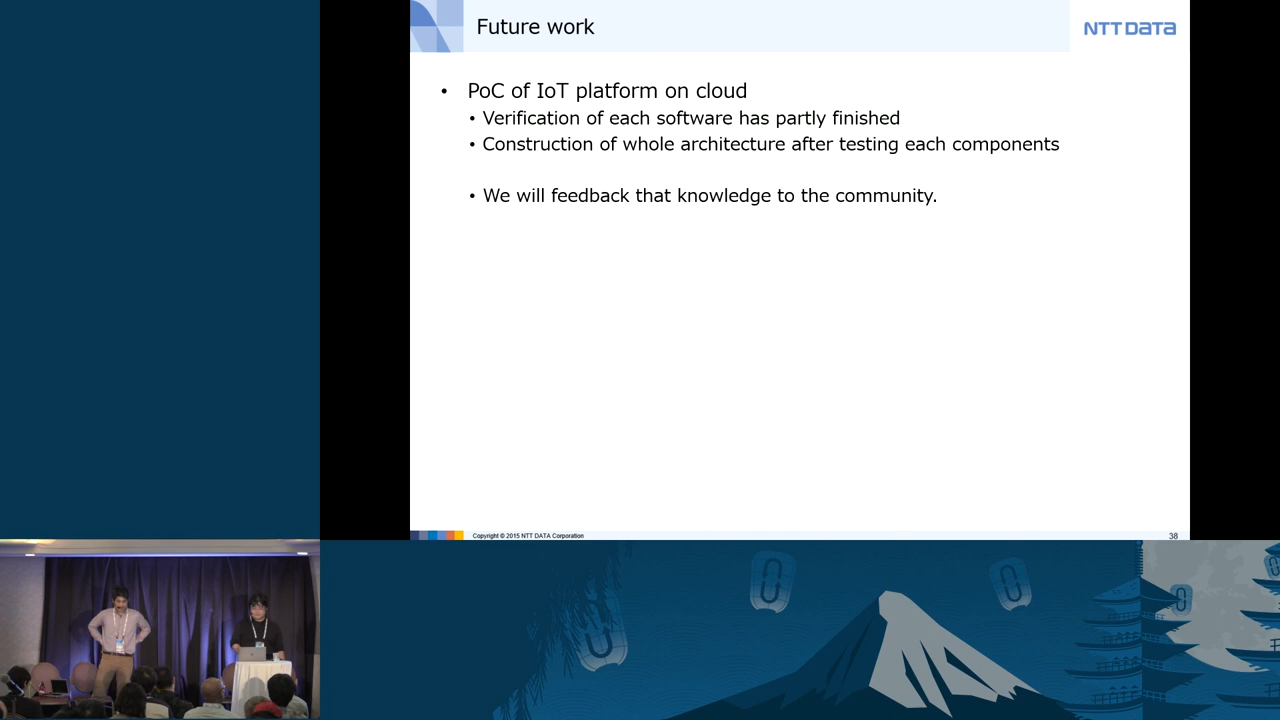 Future work
NTT DATA
• PoC of IoT platform on cloud
• Verification of each software has partly finished
• Construction of whole architecture after testing each components
• We will feedback that knowledge to the community.
Copyright © 2015 NTT DATA Corporation
38